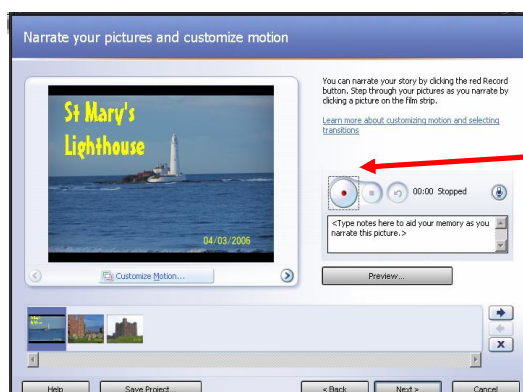 Narrate your pictures and customize motion
You can narrate your story by clicking the red Record
button. Step through your pictures as you narrate by
clicking a picture on the film strip.
Learn more about customizing motion and selecting
transitions
St Mary's
Lighthouse
04/03/2006
00:00 Stopped
<Type notes here to aid your memory as you
narrate this picture.>
Customize Motion...
Preview...
Help
Save Project...
< Back
Next >
Cancel